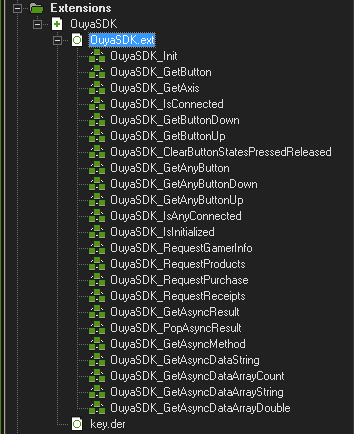 Extensions
OuyaSDK
OuyaSDK.ext
OuyaSDK_Init
OuyaSDK_GetButton
OuyaSDK_GetAxis
OuyaSDK_IsConnected
OuyaSDK_GetButtonDown
OuyaSDK_GetButtonUp
OuyaSDK_ClearButtonStatesPressedReleased
OuyaSDK_GetAnyButton
OuyaSDK_GetAnyButtonDown
OuyaSDK_GetAnyButtonUp
OuyaSDK_IsAnyConnected
OuyaSDK_IsInitialized
OuyaSDK_RequestGamerInfo
OuyaSDK_RequestProducts
OuyaSDK_RequestPurchase
OuyaSDK_RequestReceipts
OuyaSDK_GetAsyncResult
OuyaSDK_PopAsyncResult
OuyaSDK_GetAsyncMethod
OuyaSDK_GetAsyncDataString
OuyaSDK_GetAsyncDataArrayCount
OuyaSDK_GetAsyncDataArrayString
OuyaSDK_GetAsyncDataArrayDouble
key.der